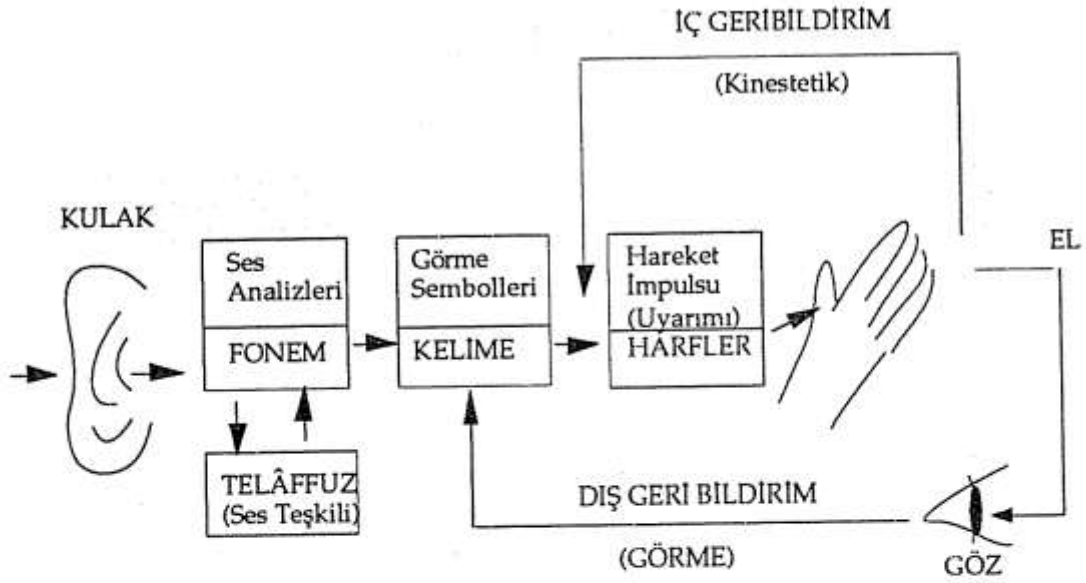 İÇ GERİBİLDİRİM
(Kinestetik)
KULAK
EL
Ses
Analizleri
FONEM
Görme
Sembolleri
KELİME
Hareket
İmpulsu
(Uyarımı)
HÂRFLER
TELÂFFUZ
(Ses Teşkili)
DIŞ GERİ BİLDİRİM
(GÖRME)
GÖZ